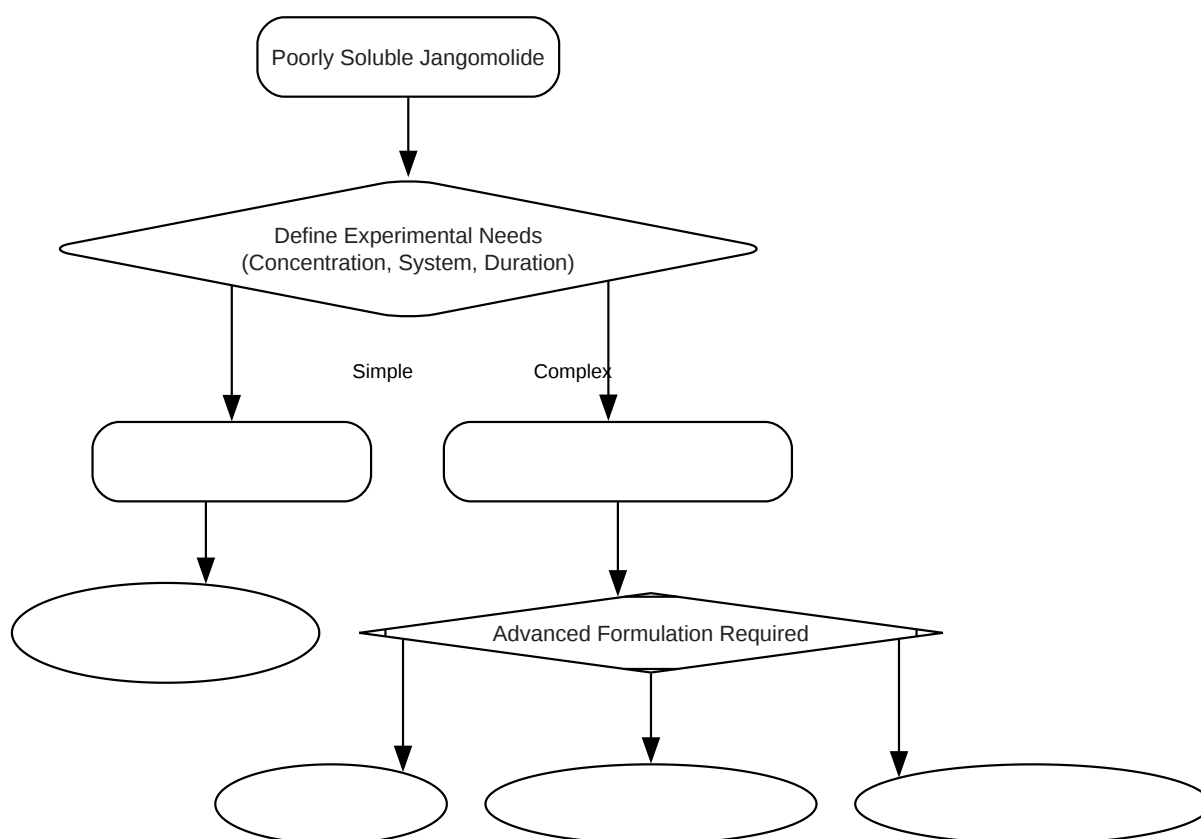 Poorly Soluble Jangomolide
Define Experimental Needs
(Concentration, System, Duration)
Simple
Complex
Advanced Formulation Required